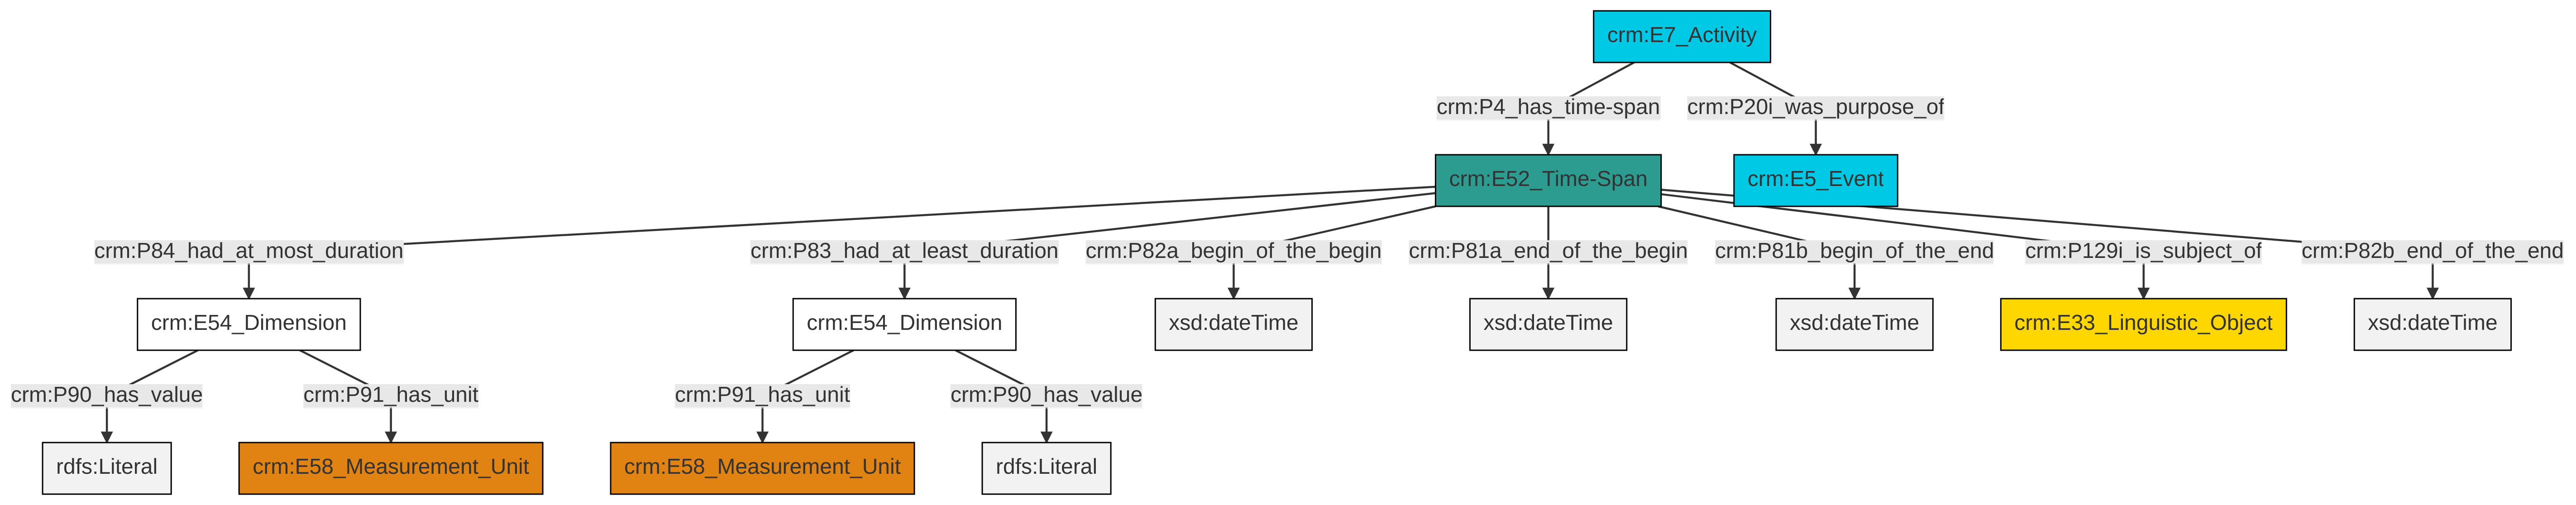 crm:E7_Activity
crm:P4_has_time-span
crm:P20i_was_purpose_of
crm:E52_Time-Span
crm:E5_Event
crm:P84_had_at_most_duration
crm:P83_had_at_least_duration
crm:P82a_begin_of_the_begin
crm:P81a_end_of_the_begin
crm:P81b_begin_of_the_end
crm:P129i_is_subject_of
crm:P82b_end_of_the_end
crm:E54_Dimension
crm:E54_Dimension
xsd:dateTime
xsd:dateTime
xsd:dateTime
crm:E33_Linguistic_Object
xsd:dateTime
crm:P90_has_value
crm:P91_has_unit
crm:P91_has_unit
crm:P90_has_value
rdfs:Literal
crm:E58_Measurement_Unit
crm:E58_Measurement_Unit
rdfs:Literal